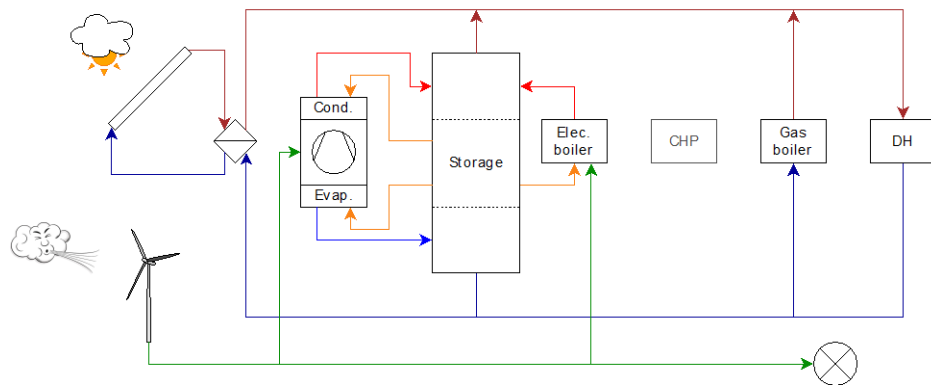 Cond.
Evap.
Storage
Elec.
boiler
CHP
Gas
boiler
DH